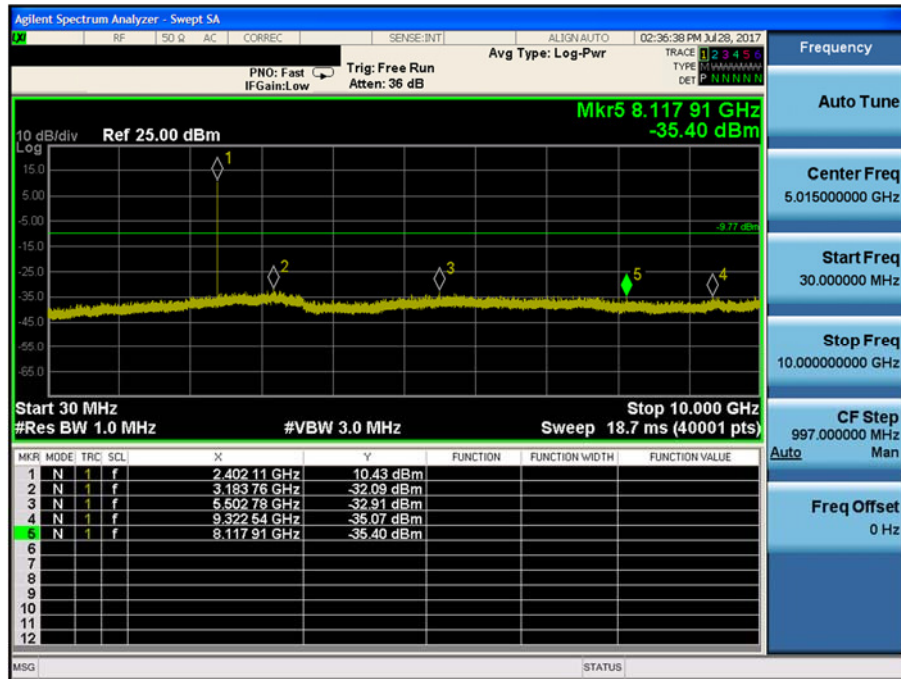 Agilent Spectrum Analyzer - Swept SA
LXI RF 50 Ω AC CORREC SENSE:INT ALIGN AUTO 02:36:38 PM Jul 28, 2017
PNO: Fast
IFGain:Low
Trig: Free Run
Atten: 36 dB
Avg Type: Log-Pwr
TRACE 1 2 3 4 5 6
TYPE M
DET P N N N N N
Mkr5 8.117 91 GHz
-35.40 dBm
10 dB/div Ref 25.00 dBm
Log
15.0
5.00
-5.00
-15.0
-25.0
-35.0
-45.0
-55.0
-65.0
1
2
3
5
4
-9.77 dBm
Start 30 MHz Stop 10.000 GHz
#Res BW 1.0 MHz #VBW 3.0 MHz Sweep 18.7 ms (40001 pts)
MKR MODE TRC SCL X Y FUNCTION FUNCTION WIDTH FUNCTION VALUE
1 N 1 f 2.402 11 GHz 10.43 dBm
2 N 1 f 3.183 76 GHz -32.09 dBm
3 N 1 f 5.502 78 GHz -32.91 dBm
4 N 1 f 9.322 54 GHz -35.07 dBm
5 N 1 f 8.117 91 GHz -35.40 dBm
6
7
8
9
10
11
12
MSG STATUS
Frequency
Auto Tune
Center Freq
5.015000000 GHz
Start Freq
30.000000 MHz
Stop Freq
10.000000000 GHz
CF Step
997.000000 MHz
Auto Man
Freq Offset
0 Hz